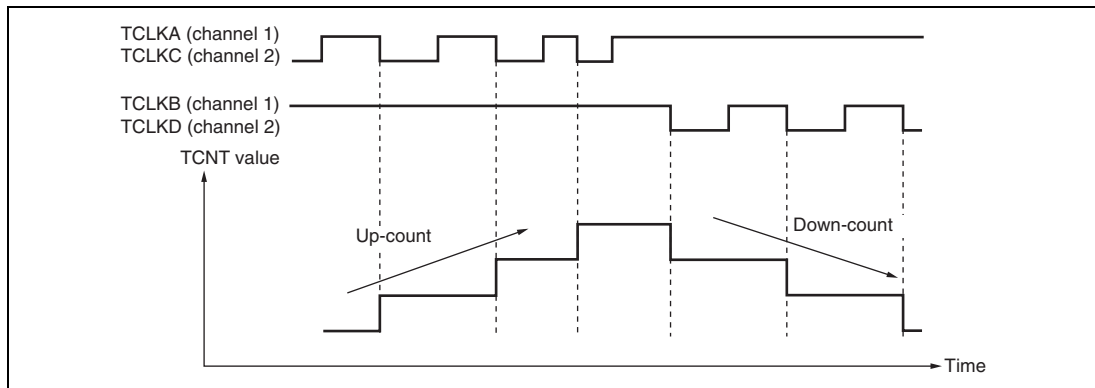 TCLKA (channel 1)
TCLKC (channel 2)
TCLKB (channel 1)
TCLKD (channel 2)
TCNT value
Up-count
Down-count
Time